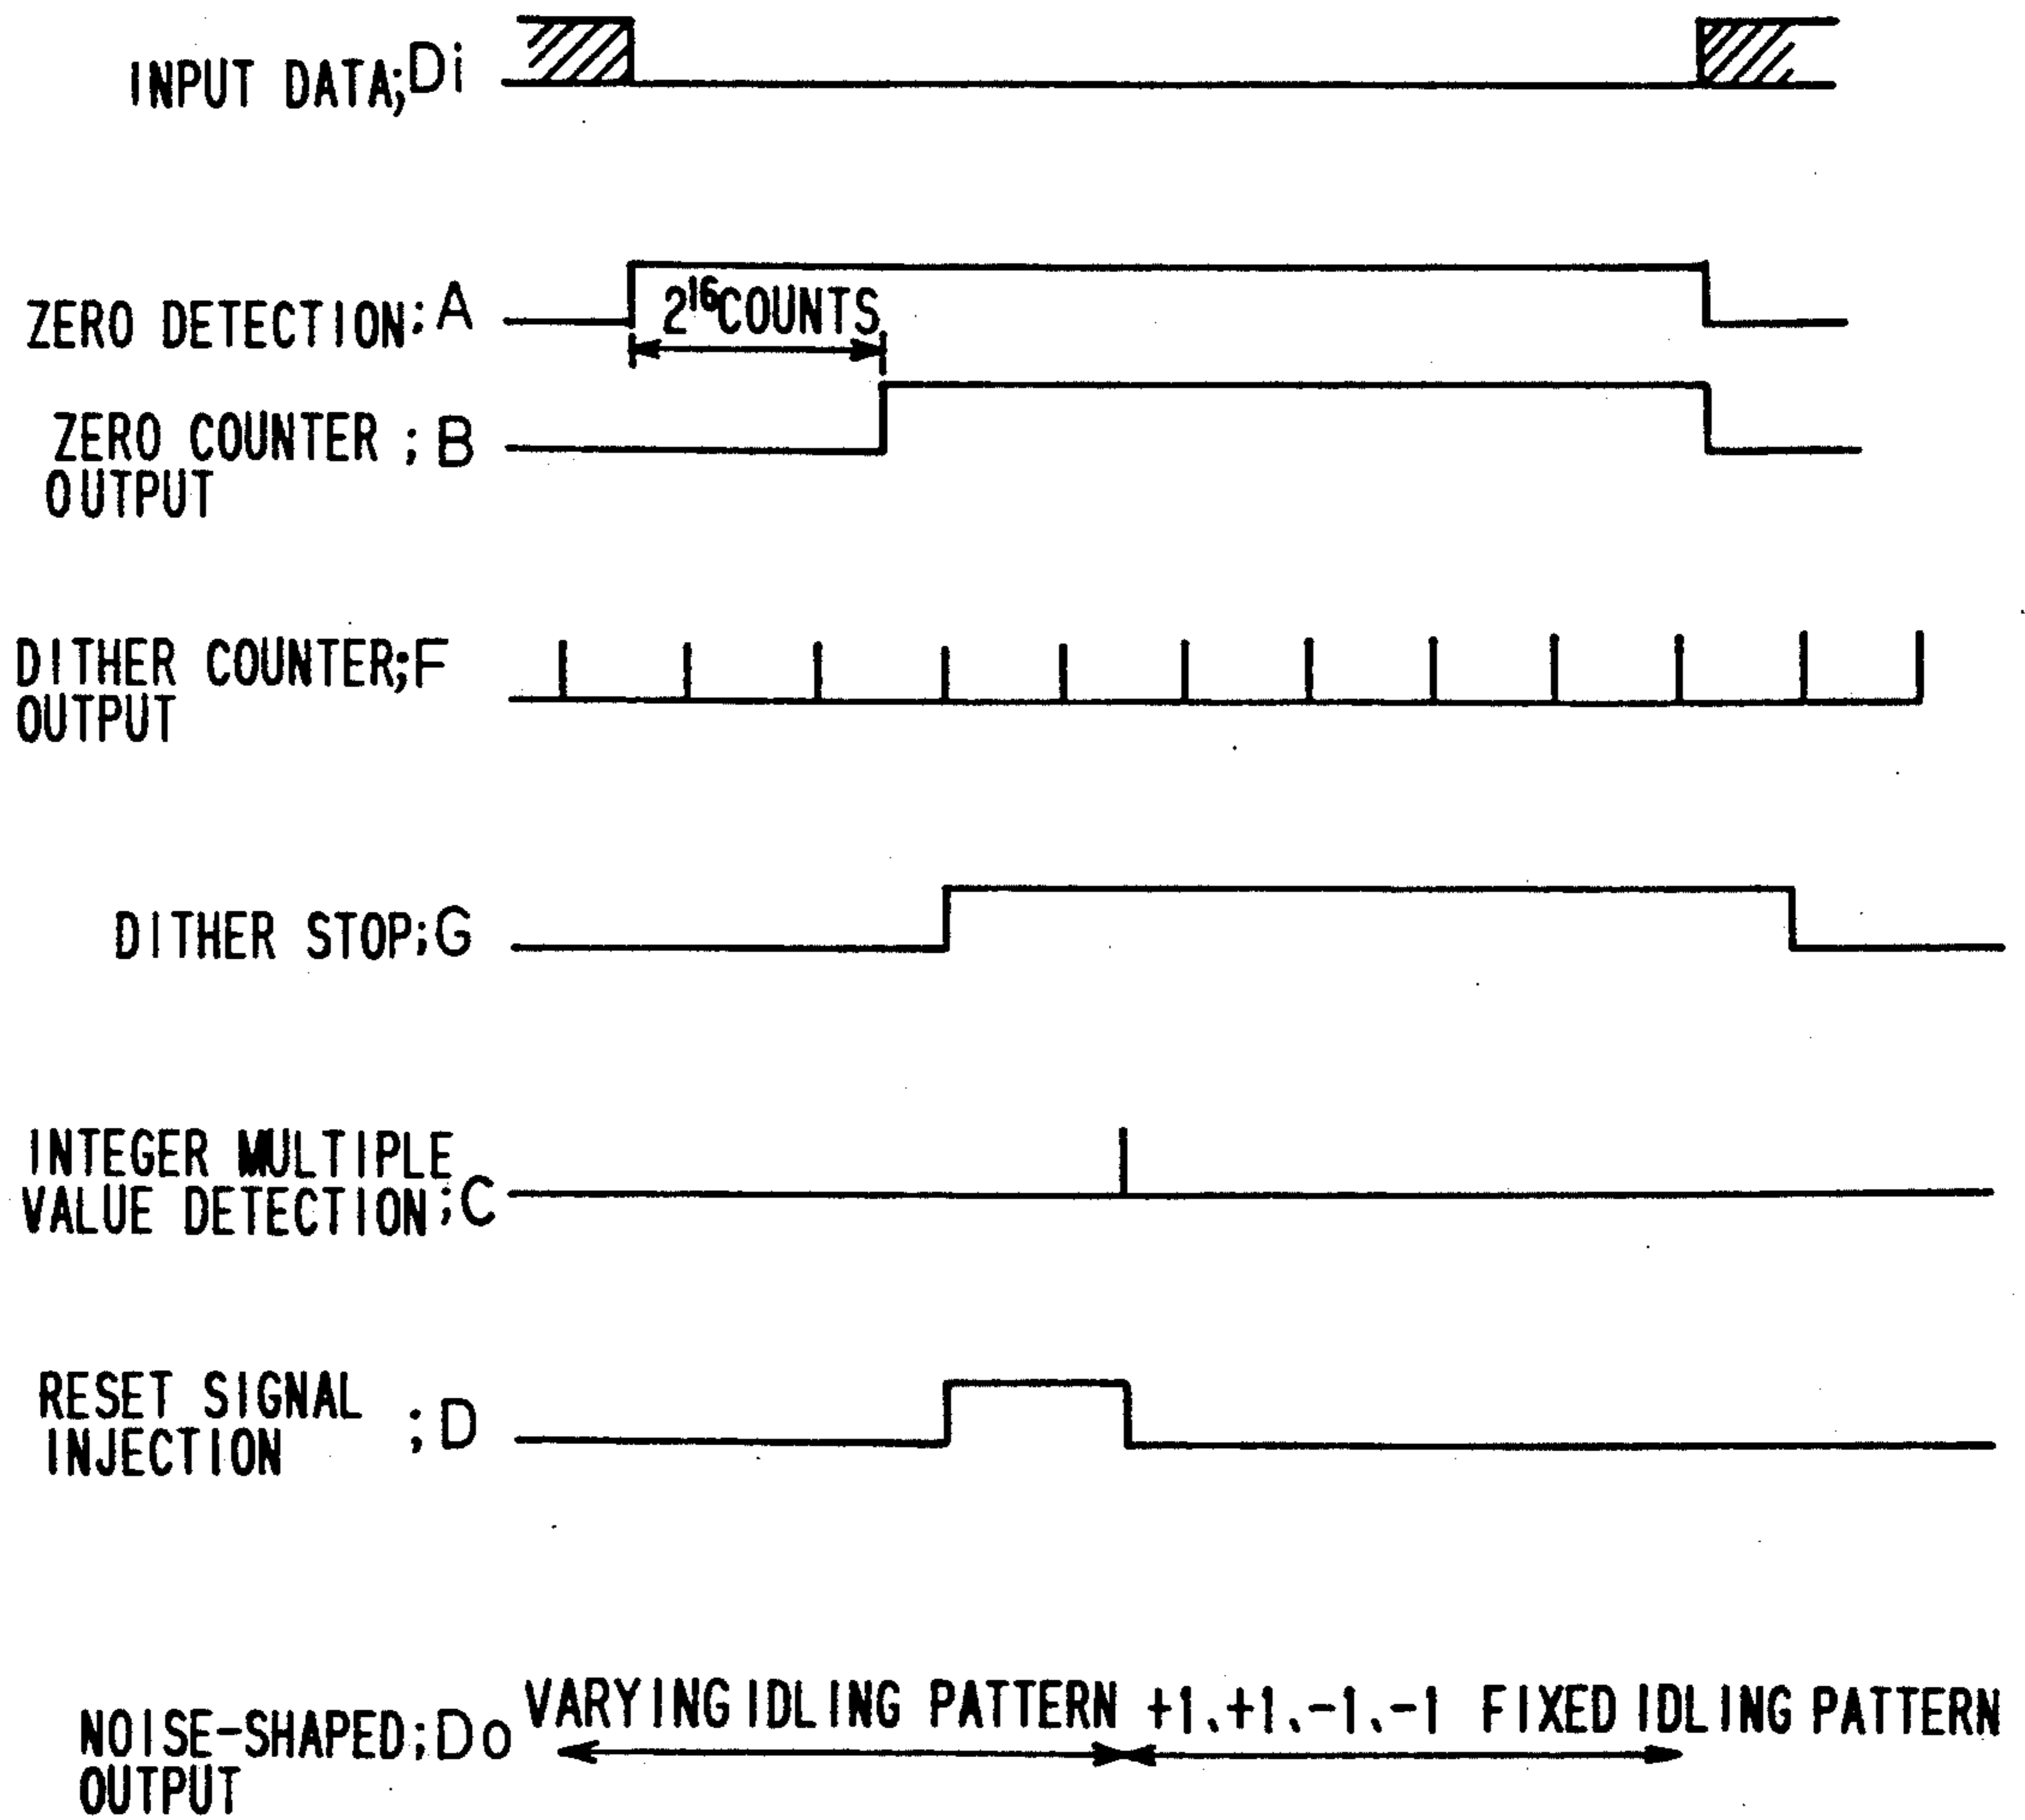 INPUT DATA;Di
ZERO DETECTION;A
2^16 COUNTS
ZERO COUNTER ;B
OUTPUT
DITHER COUNTER;F
OUTPUT
DITHER STOP;G
INTEGER MULTIPLE
VALUE DETECTION;C
RESET SIGNAL
INJECTION ;D
VARYING IDLING PATTERN +1、+1、-1、-1 FIXED IDLING PATTERN
NOISE-SHAPED;Do
OUTPUT